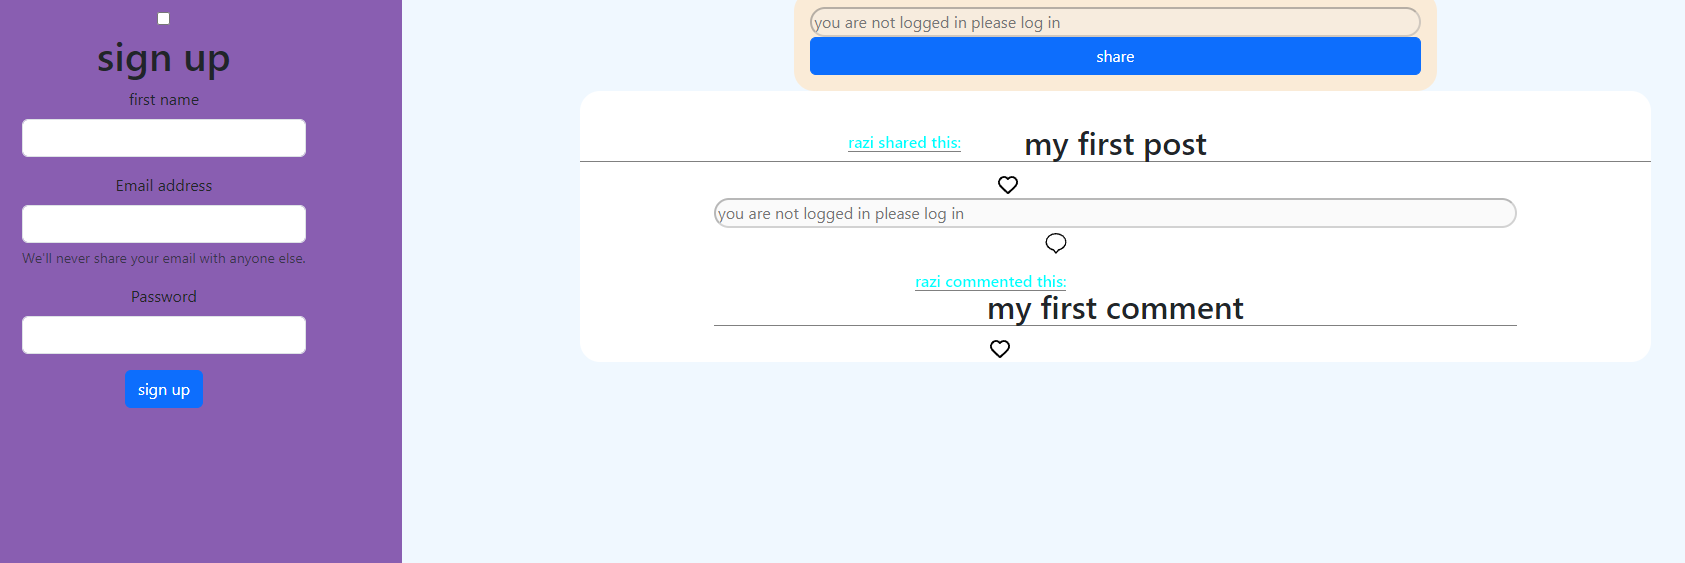 sign up
first name
Email address
We'll never share your email with anyone else.
Password
sign up
you are not logged in please log in
share
razi shared this: my first post
you are not logged in please log in
razi commented this:
my first comment